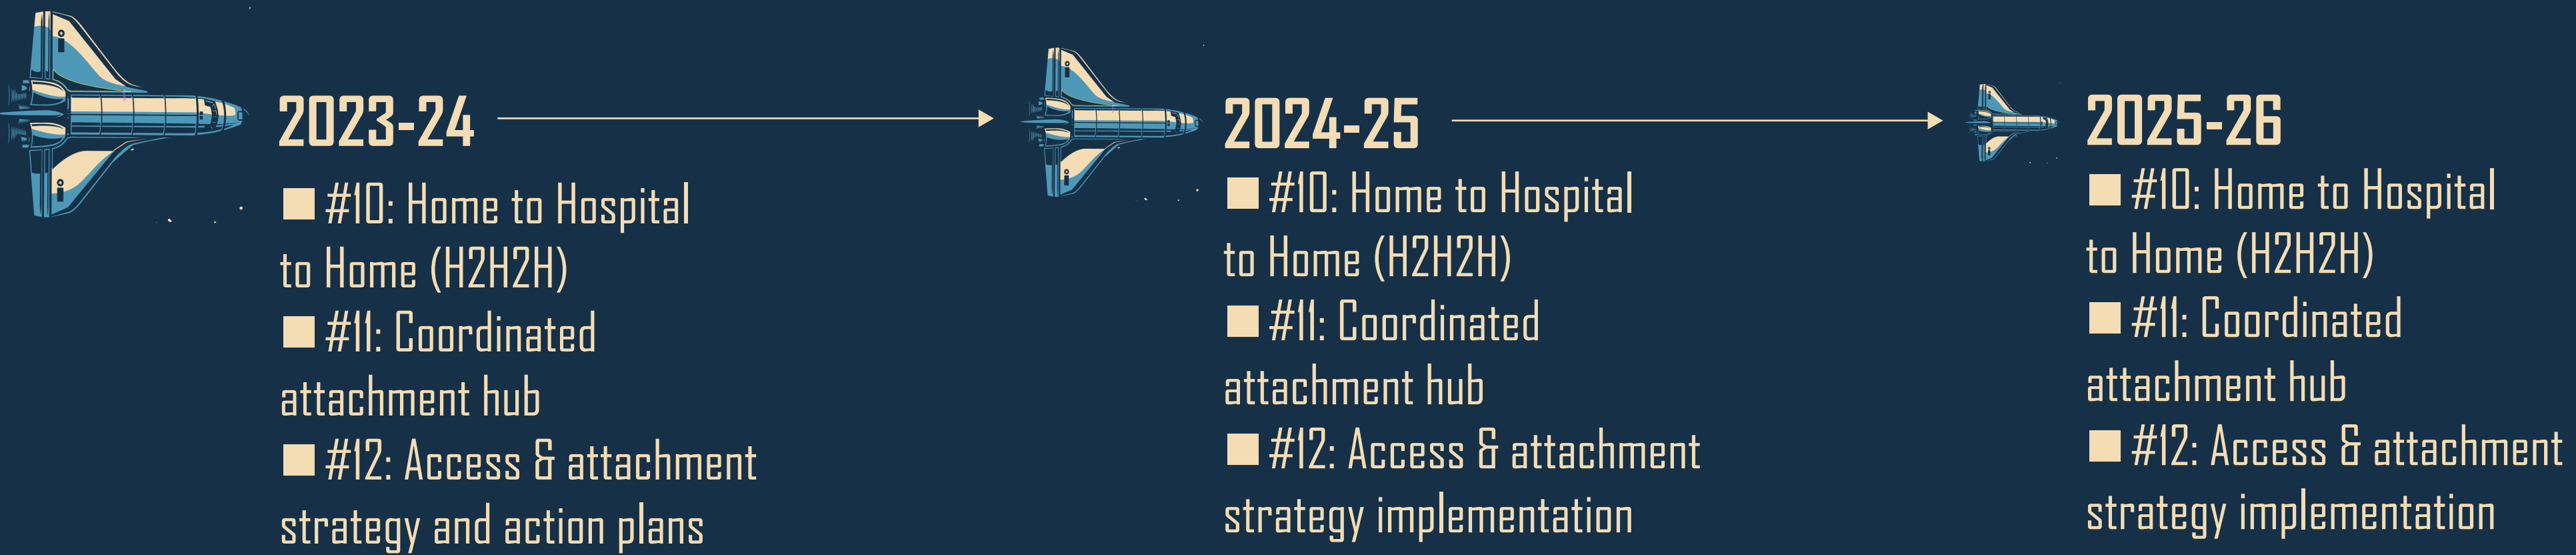 2023-24
#10: Home to Hospital
to Home (H2H2H)
#11: Coordinated
attachment hub
#12: Access & attachment
strategy and action plans
2024-25
#10: Home to Hospital
to Home (H2H2H)
#11: Coordinated
attachment hub
#12: Access & attachment
strategy implementation
2025-26
#10: Home to Hospital
to Home (H2H2H)
#11: Coordinated
attachment hub
#12: Access & attachment
strategy implementation